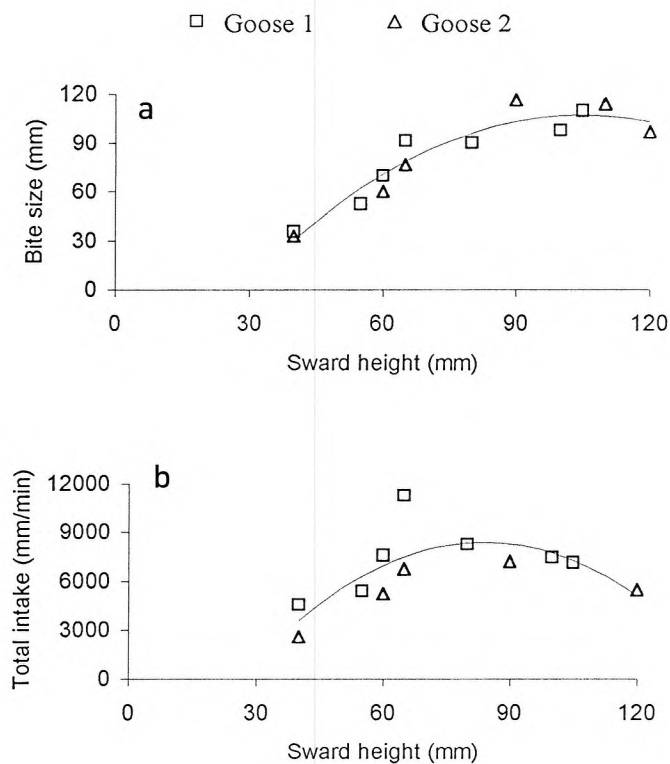 Goose 1 Goose 2
a
Bite size (mm)
120
90
60
30
0
0 30 60 90 120
Sward height (mm)
b
Total intake (mm/min)
12000
9000
6000
3000
0
0 30 60 90 120
Sward height (mm)